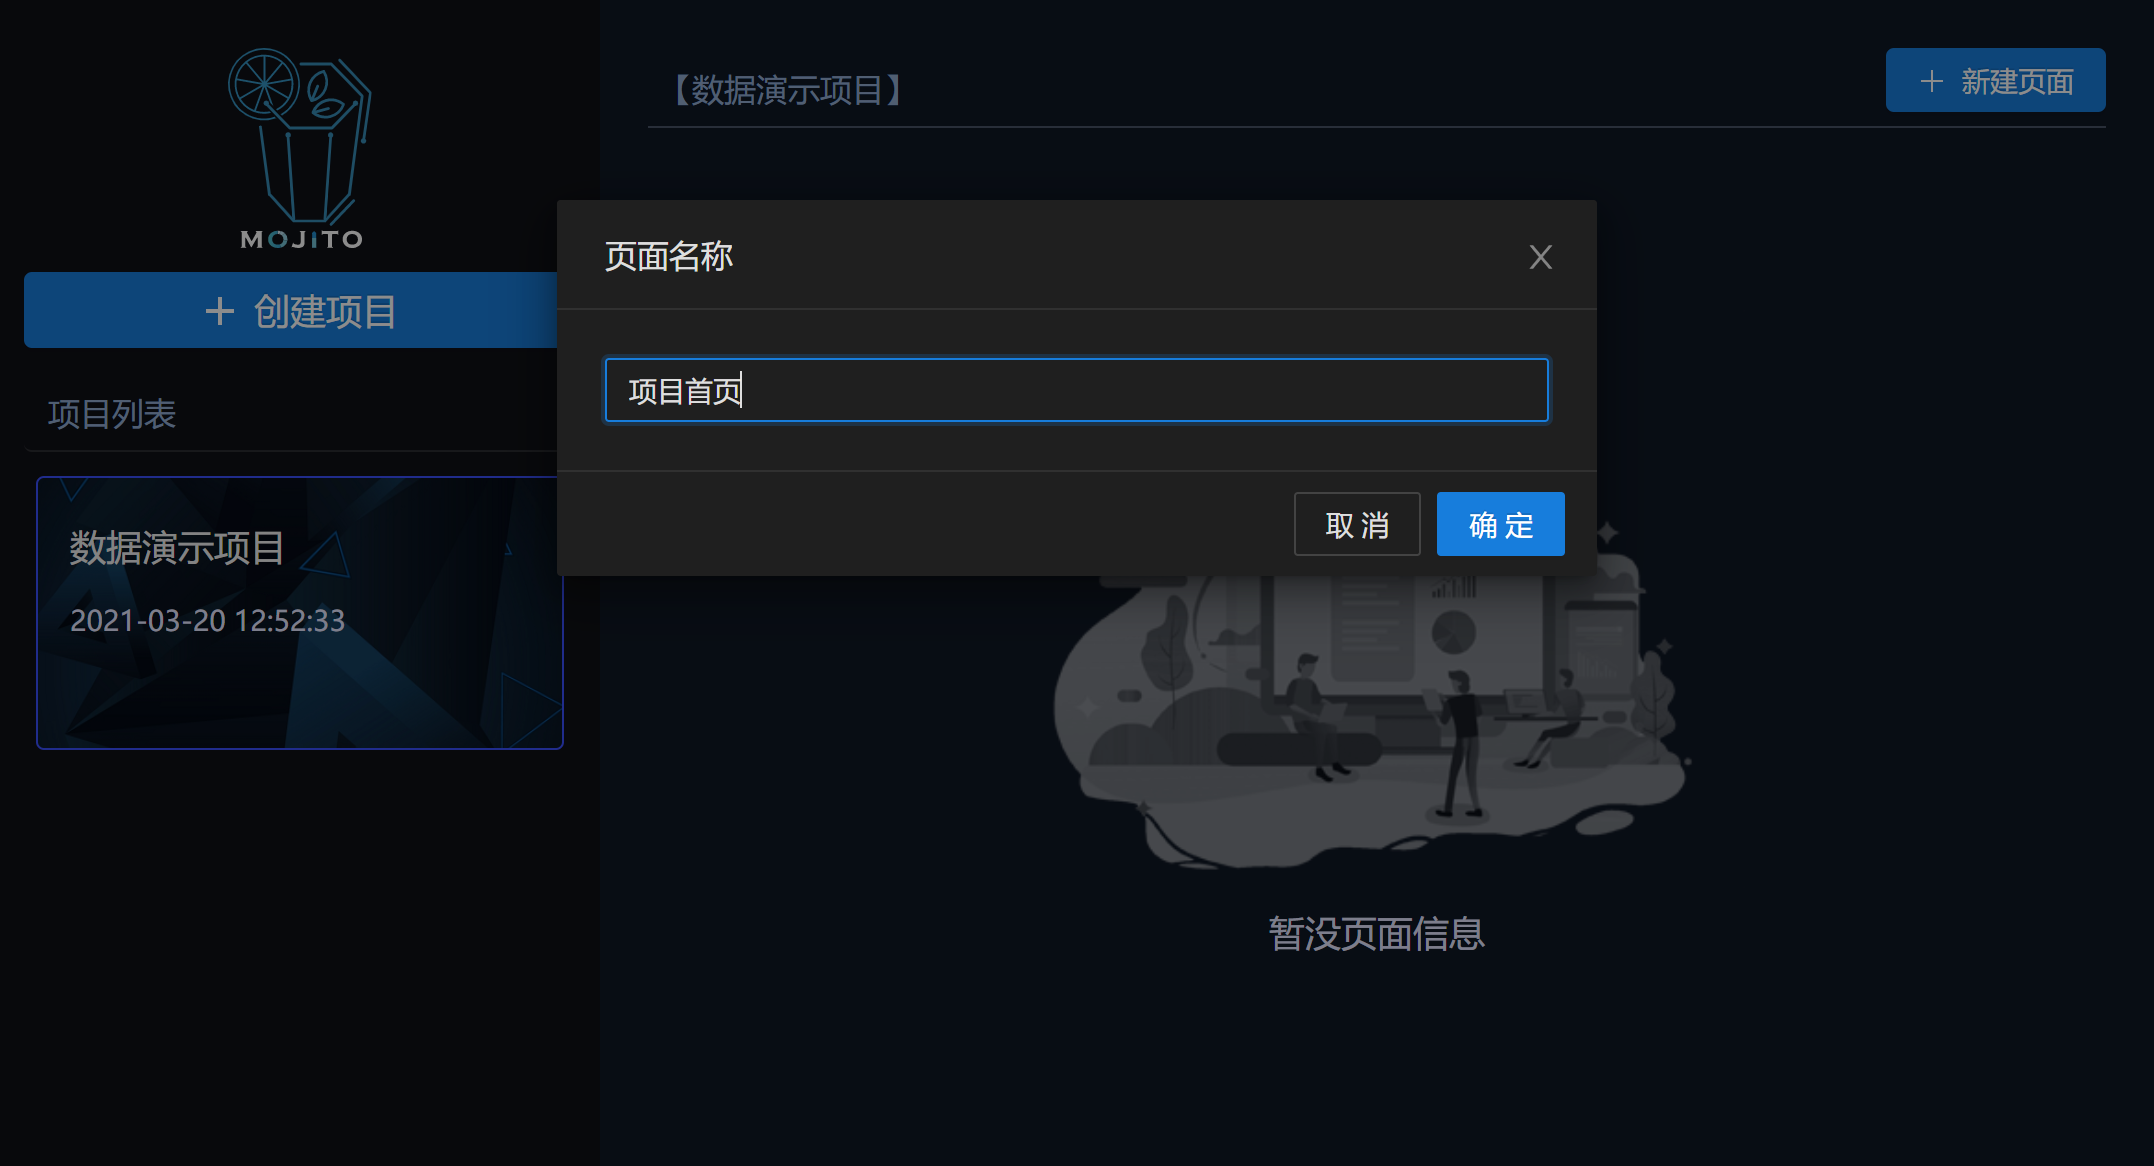 MOJiTO
+ 创建项目
项目列表
数据演示项目
2021-03-20 12:52:33
【数据演示项目】
+ 新建页面
页面名称
项目首页
取 消
确 定
暂没页面信息